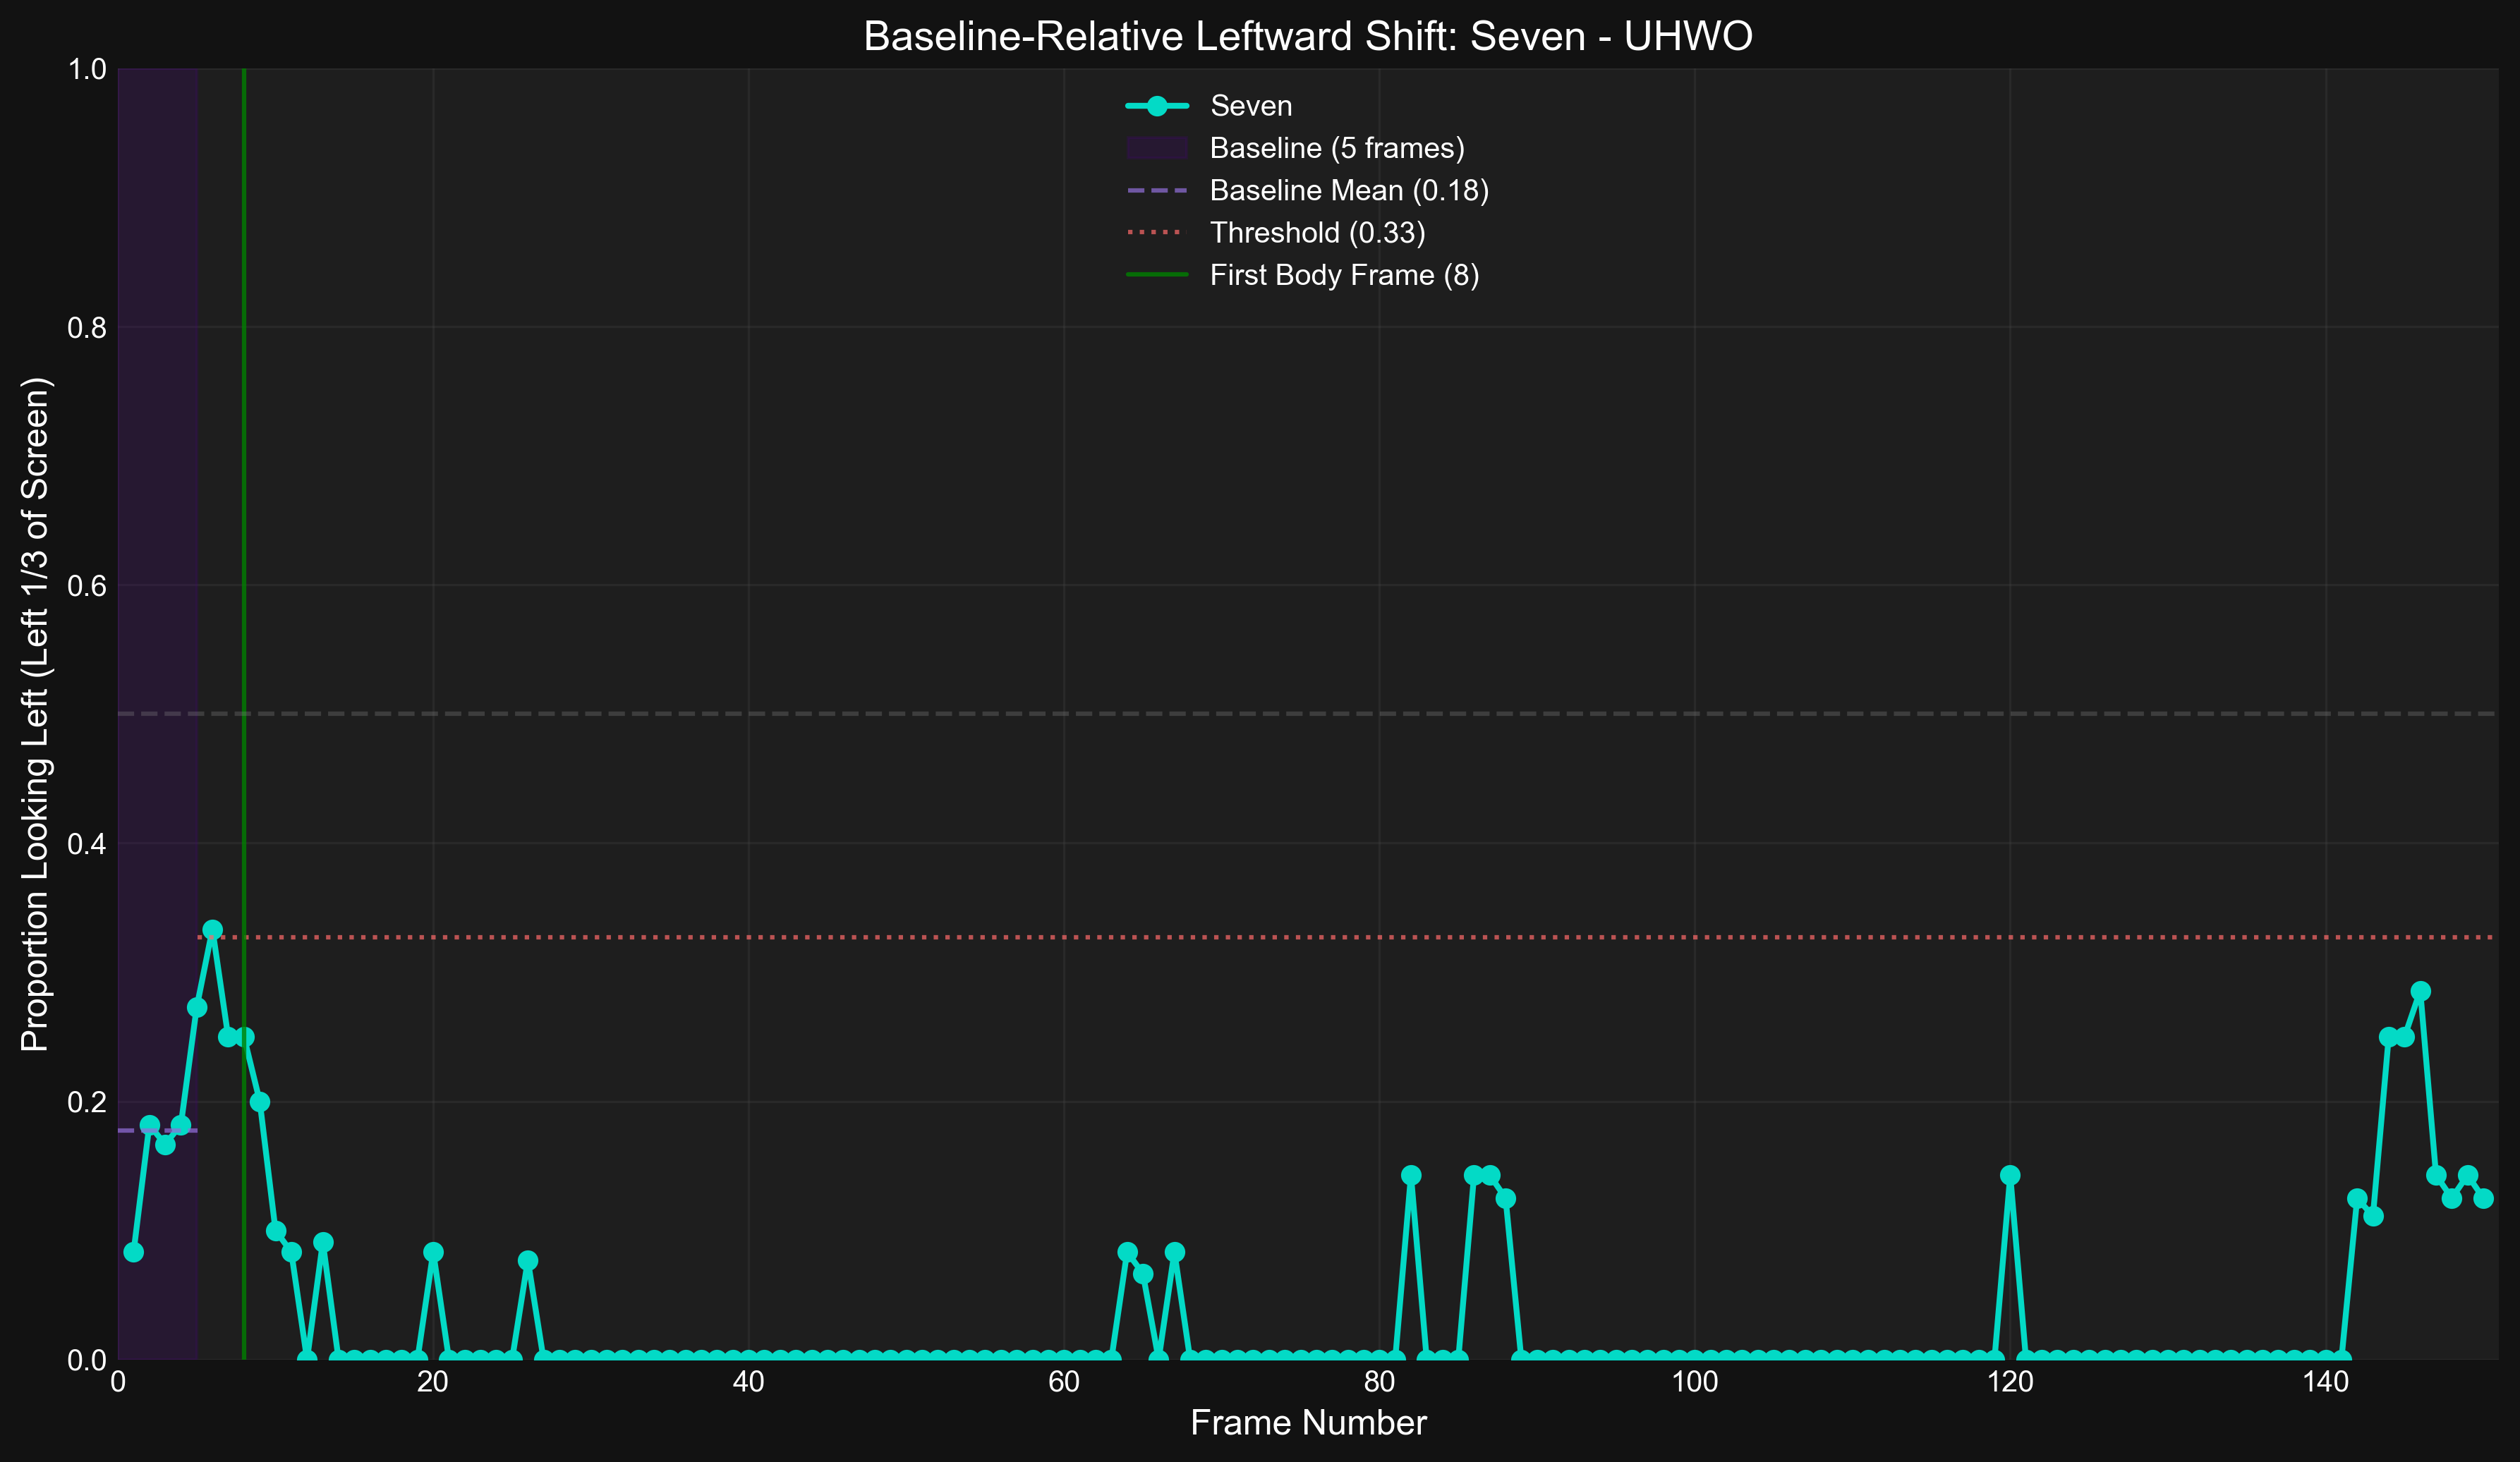 Baseline-Relative Leftward Shift: Seven - UHWO
Seven
Baseline (5 frames)
Baseline Mean (0.18)
Threshold (0.33)
First Body Frame (8)
Proportion Looking Left (Left 1/3 of Screen)
1.0
0.8
0.6
0.4
0.2
0.0
0 20 40 60 80 100 120 140
Frame Number